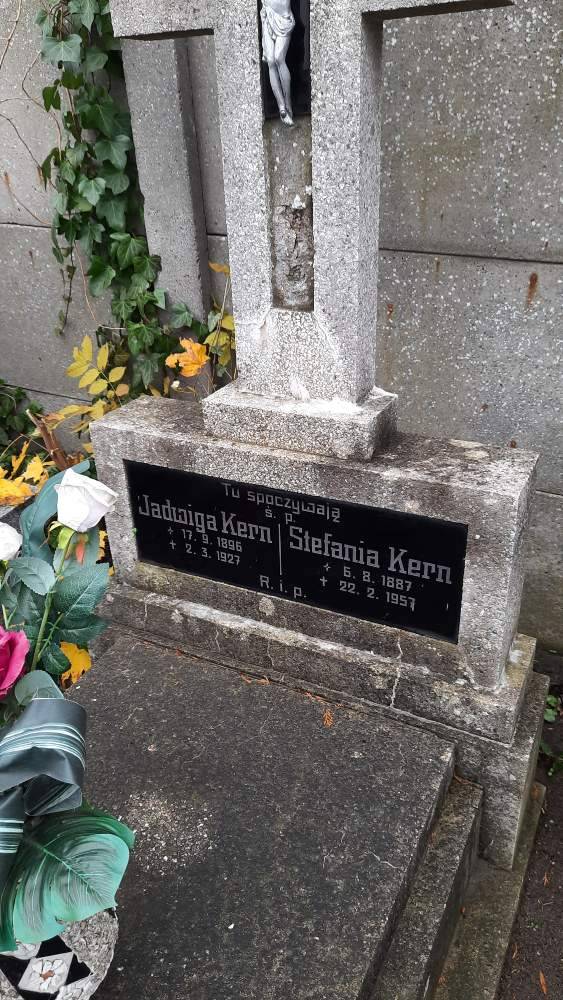 Tu spoczywają
ś. p.
Jadwiga Kern
+ 17.9. 1896
+ 2.3. 1927
Stefania Kern
+ 6.8. 1887
+ 22.2. 1957
R.i.p.